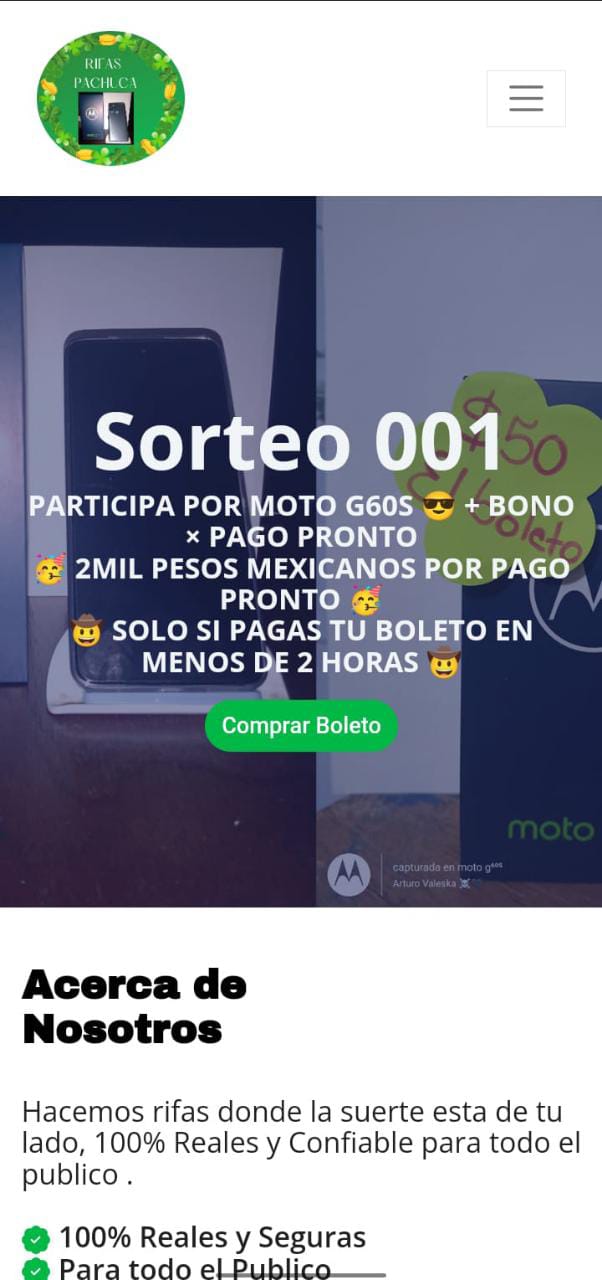 RIFAS
PACHUCA
$50
El boleto
Sorteo 001
PARTICIPA POR MOTO G60S 😎 + BONO
× PAGO PRONTO
🥳 2MIL PESOS MEXICANOS POR PAGO
PRONTO 🥳
🤠 SOLO SI PAGAS TU BOLETO EN
MENOS DE 2 HORAS 🤠
Comprar Boleto
moto
capturada en moto g⁶⁰ˢ
Arturo Valeska ☠️
Acerca de
Nosotros
Hacemos rifas donde la suerte esta de tu
lado, 100% Reales y Confiable para todo el
publico .
100% Reales y Seguras
Para todo el Publico